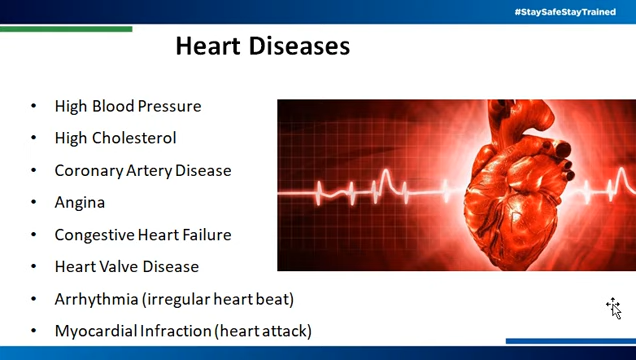 #StaySafeStayTrained
Heart Diseases
• High Blood Pressure
• High Cholesterol
• Coronary Artery Disease
• Angina
• Congestive Heart Failure
• Heart Valve Disease
• Arrhythmia (irregular heart beat)
• Myocardial Infraction (heart attack)